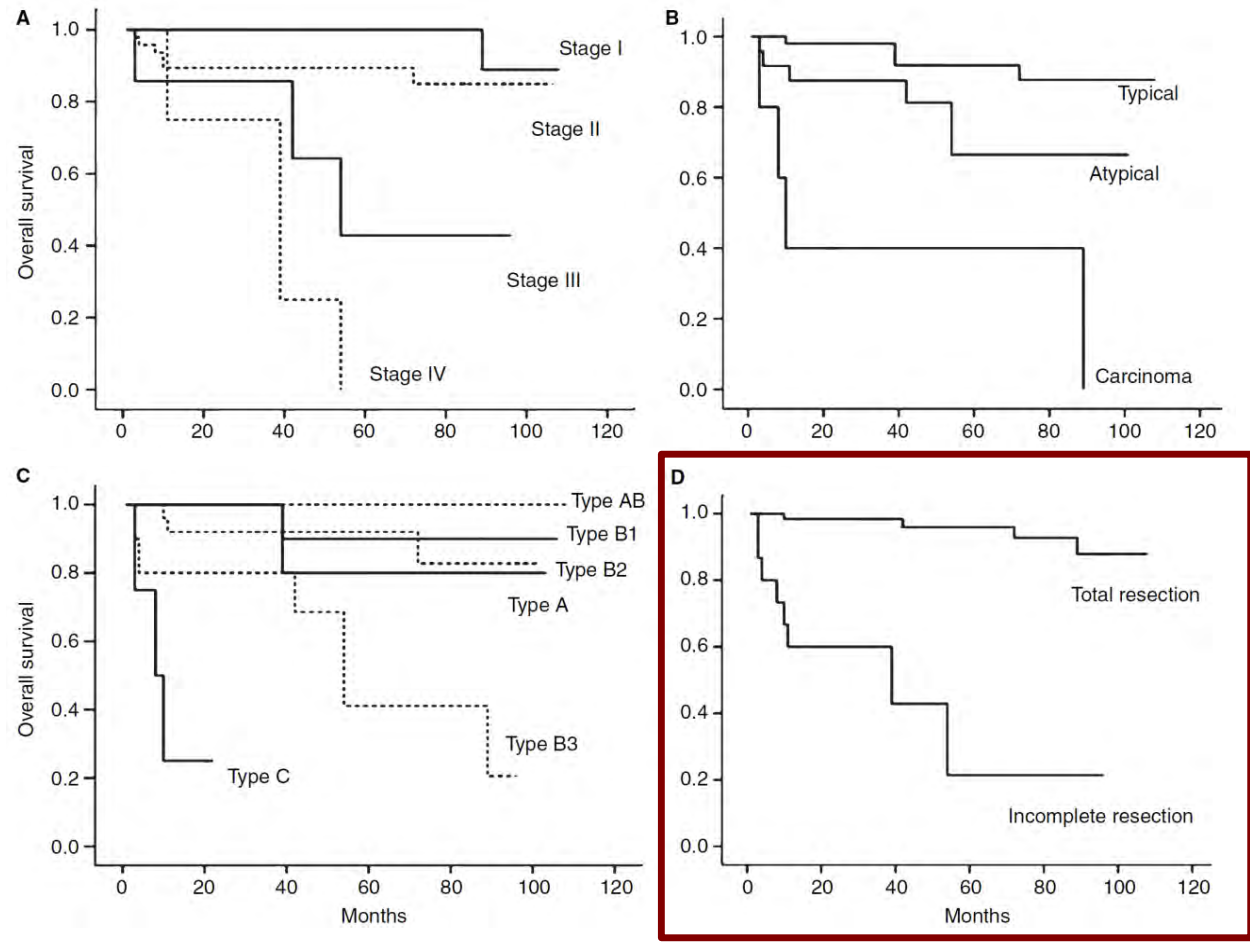 A
1.0
0.8
0.6
0.4
0.2
0.0
Overall survival
Stage I
Stage II
Stage III
Stage IV
0 20 40 60 80 100 120
B
1.0
0.8
0.6
0.4
0.2
0.0
Typical
Atypical
Carcinoma
0 20 40 60 80 100 120
C
1.0
0.8
0.6
0.4
0.2
0.0
Overall survival
Type AB
Type B1
Type B2
Type A
Type B3
Type C
0 20 40 60 80 100 120
Months
D
1.0
0.8
0.6
0.4
0.2
0.0
Total resection
Incomplete resection
0 20 40 60 80 100 120
Months